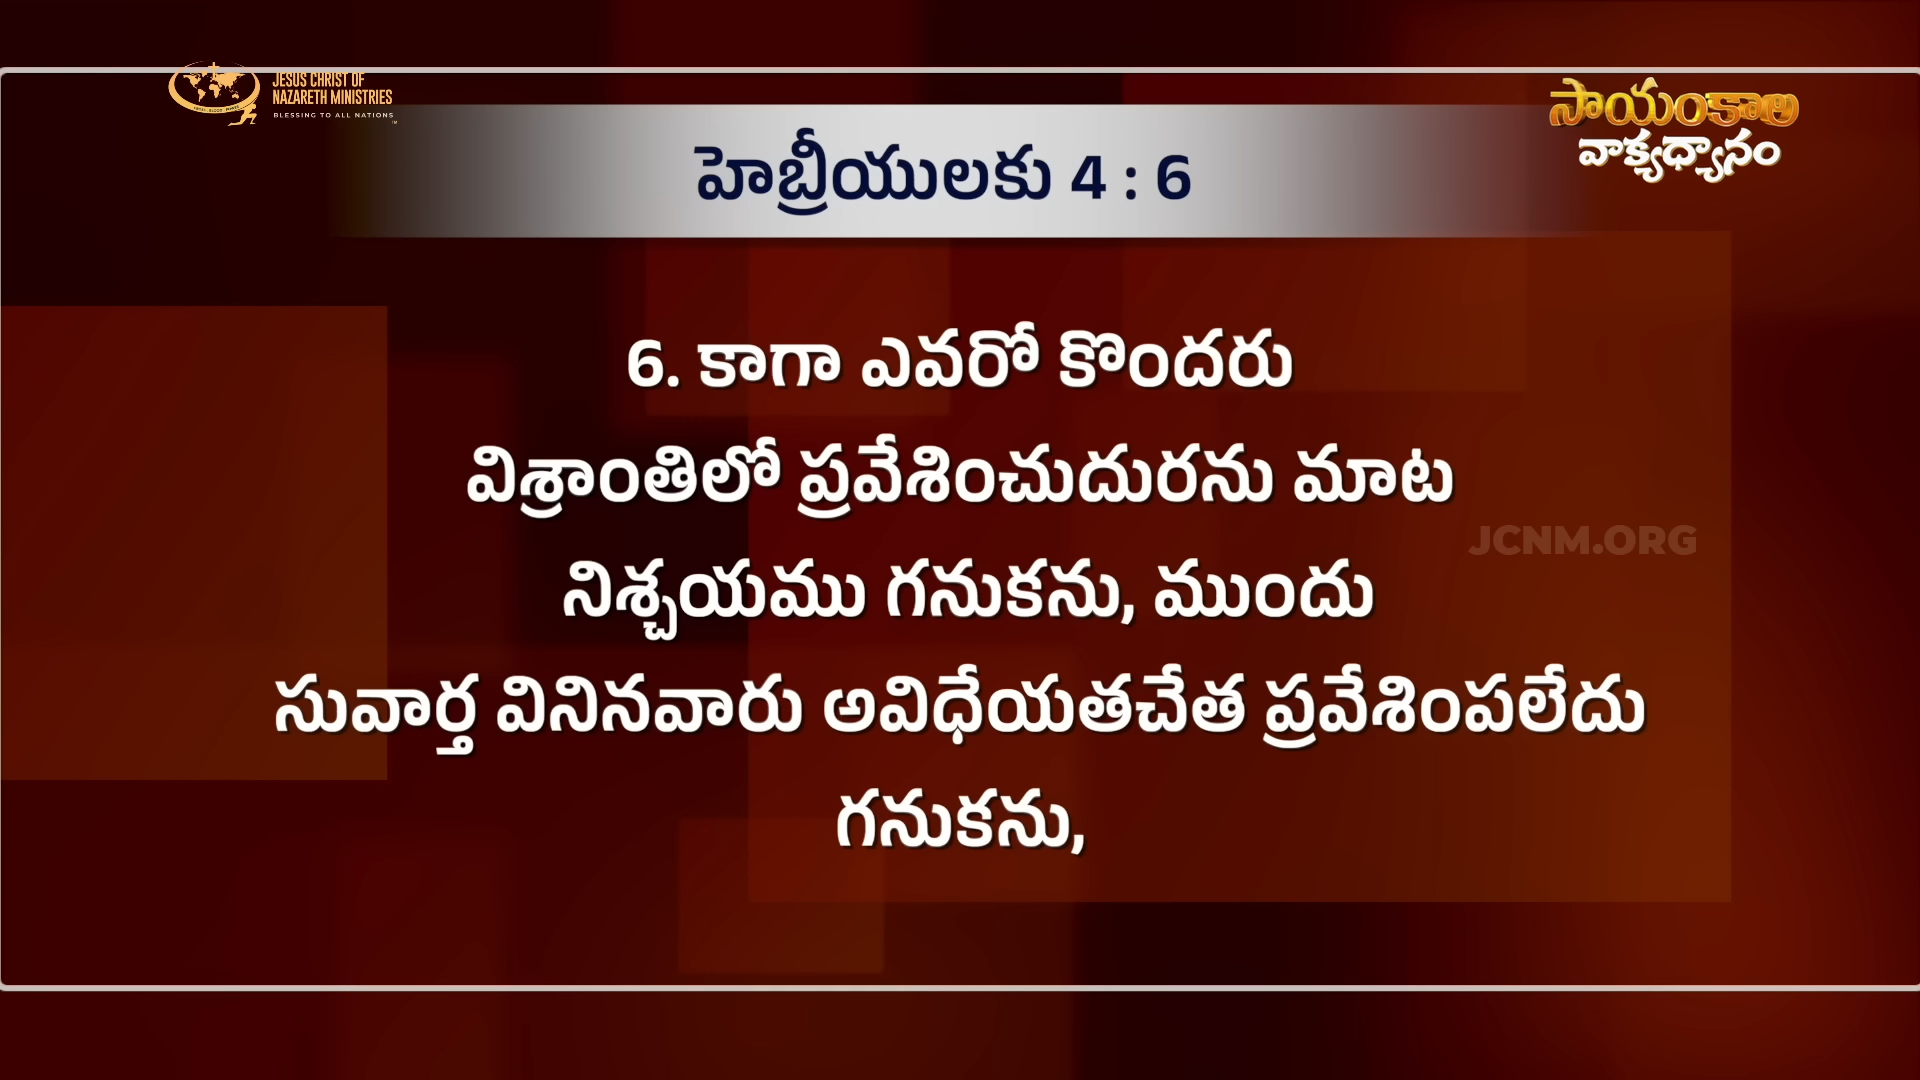 JESUS CHRIST OF
NAZARETH MINISTRIES
BLESSING TO ALL NATIONS
సాయంకాల
వాక్యధ్యానం
హెబ్రీయులకు 4 : 6
6. కాగా ఎవరో కొందరు
విశ్రాంతిలో ప్రవేశించుదురను మాట
నిశ్చయము గనుకను, ముందు
సువార్త వినినవారు అవిధేయతచేత ప్రవేశింపలేదు
గనుకను,
JCNM.ORG